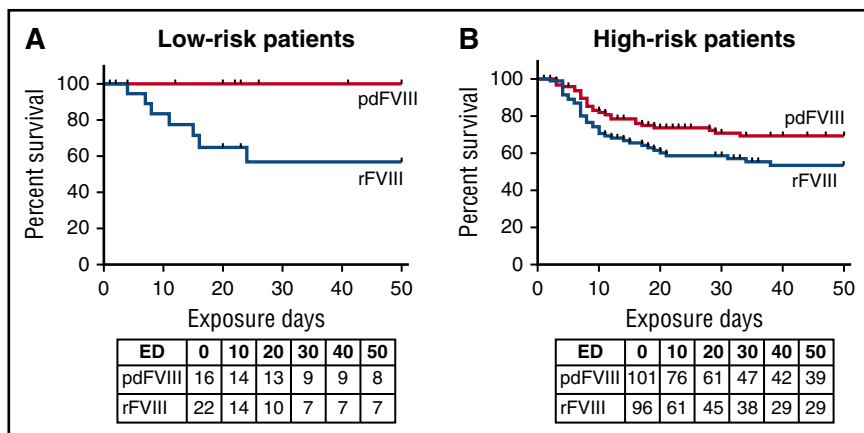 A Low-risk patients
Percent survival
100
80
60
40
20
0
pdFVIII
rFVIII
0 10 20 30 40 50
Exposure days
ED 0 10 20 30 40 50
pdFVIII 16 14 13 9 9 8
rFVIII 22 14 10 7 7 7
B High-risk patients
Percent survival
100
80
60
40
20
0
pdFVIII
rFVIII
0 10 20 30 40 50
Exposure days
ED 0 10 20 30 40 50
pdFVIII 101 76 61 47 42 39
rFVIII 96 61 45 38 29 29